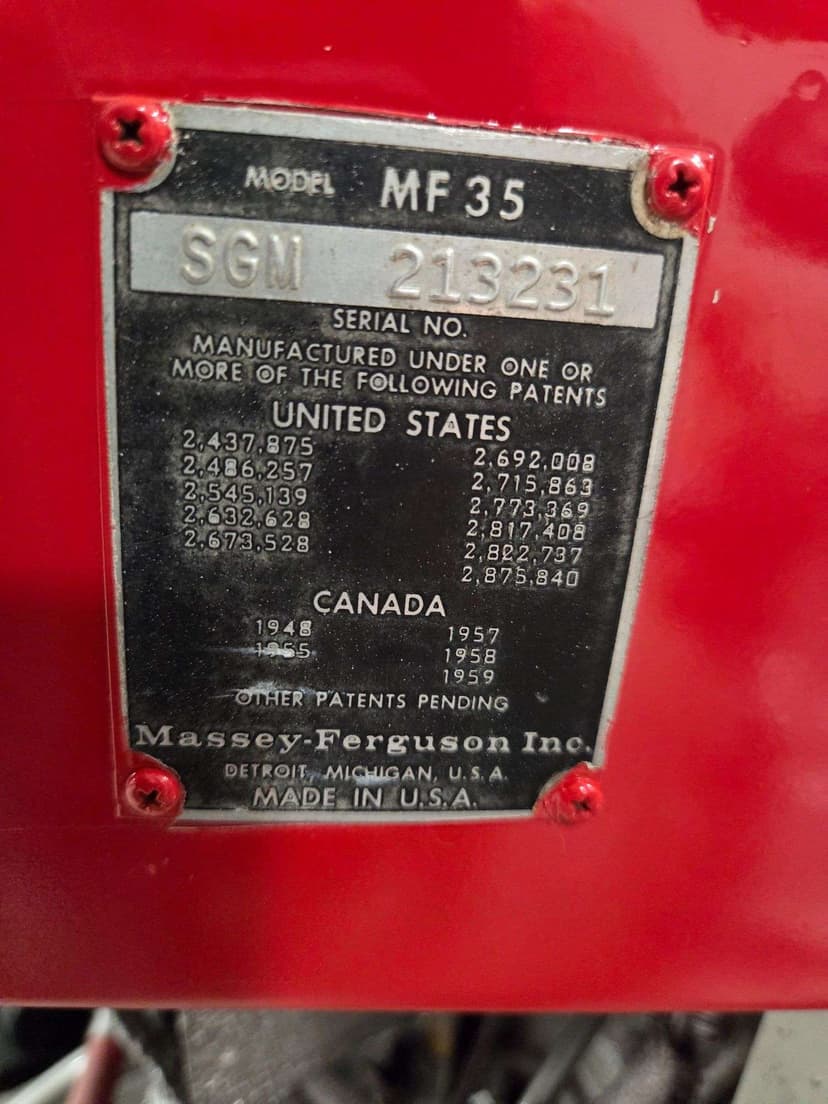 MODEL MF 35
SGM 213231
SERIAL NO.
MANUFACTURED UNDER ONE OR
MORE OF THE FOLLOWING PATENTS
UNITED STATES
2,437,875 2,692,008
2,486,257 2,715,863
2,545,139 2,773,369
2,632,628 2,817,408
2,673,528 2,822,737
2,875,840
CANADA
1948 1957
1955 1958
1959
OTHER PATENTS PENDING
Massey-Ferguson Inc.
DETROIT, MICHIGAN, U.S.A.
MADE IN U.S.A.